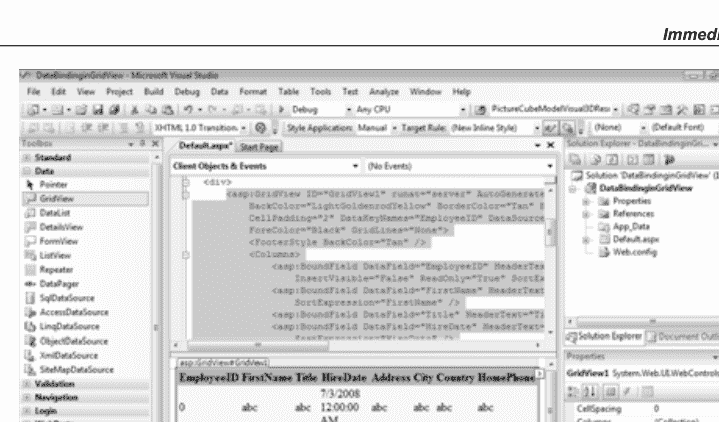 Immedi
DataBindinginGridView - Microsoft Visual Studio
File Edit View Project Build Debug Data Format Table Tools Test Analyze Window Help
Debug Any CPU PictureCubeModelVisual3DReso
XHTML 1.0 Transition Style Application: Manual Target Rule: (New Inline Style) (None) (Default Font)
Toolbox
Standard
Data
Pointer
GridView
DataList
DetailsView
FormView
ListView
Repeater
DataPager
SqlDataSource
AccessDataSource
LinqDataSource
ObjectDataSource
XmlDataSource
SiteMapDataSource
Validation
Navigation
Login
Default.aspx* Start Page
Client Objects & Events (No Events)
<div>
<asp:GridView ID="GridView1" runat="server" AutoGenerate
BackColor="LightGoldenrodYellow" BorderColor="Tan" B
CellPadding="2" DataKeyNames="EmployeeID" DataSource
ForeColor="Black" GridLines="None">
<FooterStyle BackColor="Tan" />
<Columns>
<asp:BoundField DataField="EmployeeID" HeaderTex
InsertVisible="False" ReadOnly="True" SortEx
<asp:BoundField DataField="FirstName" HeaderText
SortExpression="FirstName" />
<asp:BoundField DataField="Title" HeaderText="Ti
<asp:BoundField DataField="HireDate" HeaderText=
asp:GridView#GridView1
EmployeeID FirstName Title HireDate Address City Country HomePhone
7/3/2008
0 abc abc 12:00:00 abc abc abc abc
AM
Solution Explorer - DataBindinginGri...
Solution 'DataBindinginGridView' (1
DataBindinginGridView
Properties
References
App_Data
Default.aspx
Web.config
Solution Explorer Document Outli
Properties
GridView1 System.Web.UI.WebControls
CellSpacing 0
Columns (Collection)